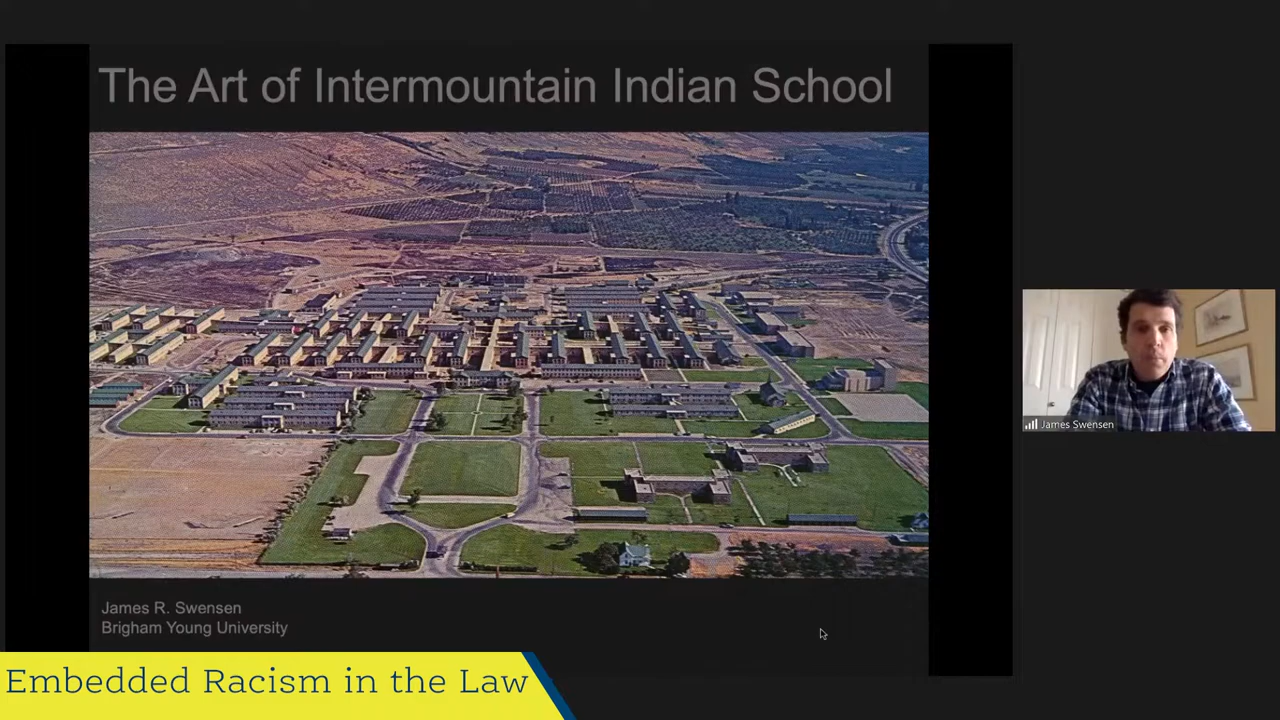 The Art of Intermountain Indian School
James Swensen
James R. Swensen
Brigham Young University
Embedded Racism in the Law